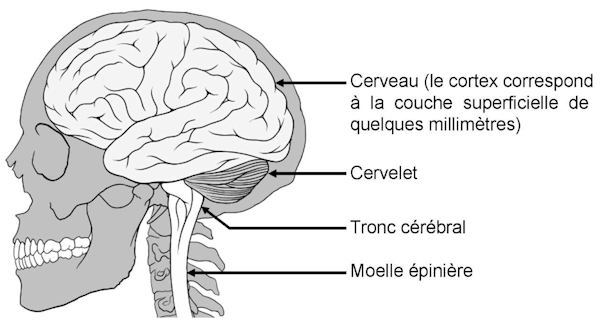 Cerveau (le cortex correspond
à la couche superficielle de
quelques millimètres)
Cervelet
Tronc cérébral
Moelle épinière